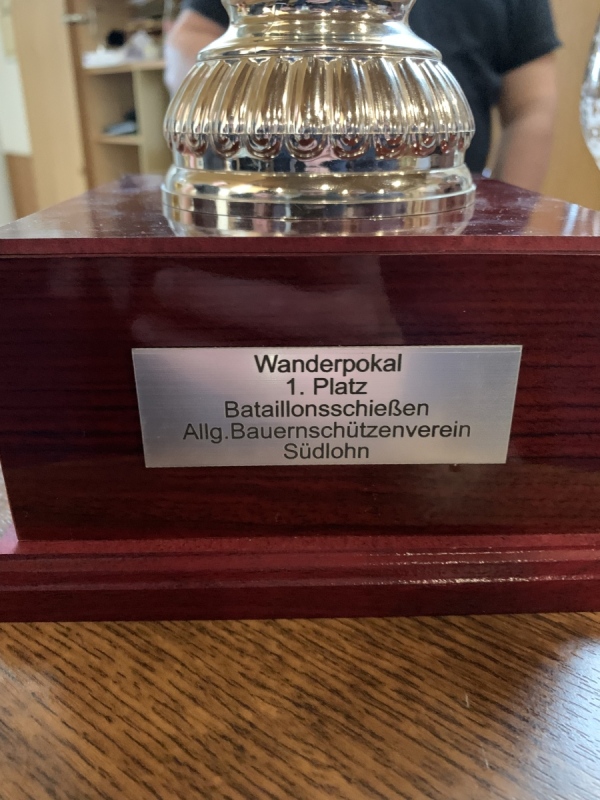 Wanderpokal
1. Platz
Bataillonsschießen
Allg.Bauernschützenverein
Südlohn